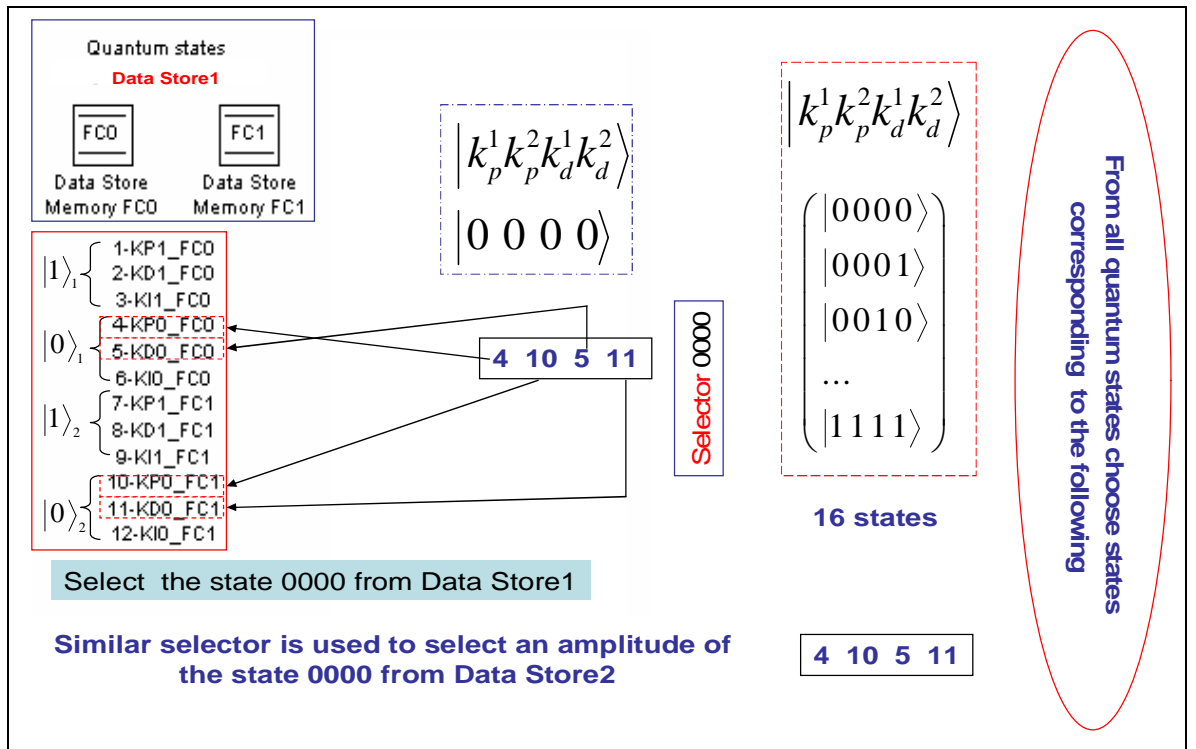 Quantum states
Data Store1
FC0 FC1
Data Store Data Store
Memory FC0 Memory FC1
|1⟩₁
1-KP1_FC0
2-KD1_FC0
3-KI1_FC0
|0⟩₁
4-KP0_FC0
5-KD0_FC0
6-KI0_FC0
|1⟩₂
7-KP1_FC1
8-KD1_FC1
9-KI1_FC1
|0⟩₂
10-KP0_FC1
11-KD0_FC1
12-KI0_FC1
|k_p^1 k_p^2 k_d^1 k_d^2⟩
|0 0 0 0⟩
4 10 5 11
Selector 0000
|k_p^1 k_p^2 k_d^1 k_d^2⟩
|0000⟩
|0001⟩
|0010⟩
...
|1111⟩
16 states
From all quantum states choose states
corresponding to the following
Select the state 0000 from Data Store1
Similar selector is used to select an amplitude of
the state 0000 from Data Store2
4 10 5 11